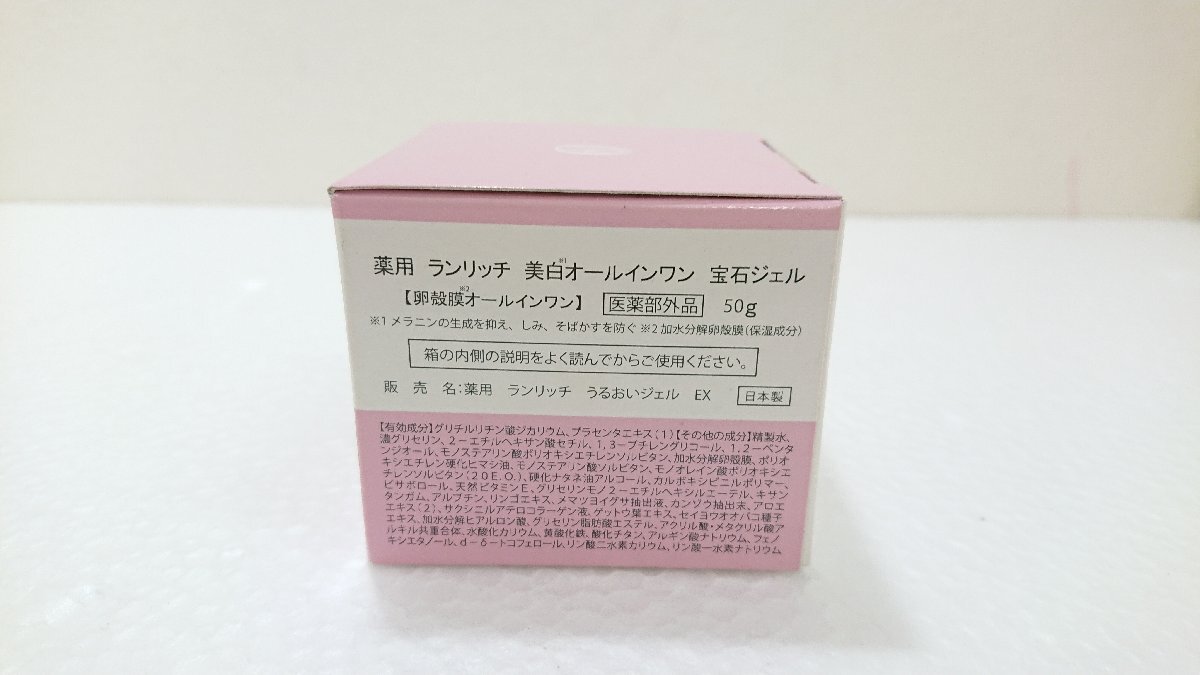 薬用 ランリッチ 美白※1オールインワン 宝石ジェル
【卵殻膜※2オールインワン】 医薬部外品 50g
※1 メラニンの生成を抑え、しみ、そばかすを防ぐ ※2 加水分解卵殻膜(保湿成分)
箱の内側の説明をよく読んでからご使用ください。
販 売 名:薬用 ランリッチ うるおいジェル EX 日本製
【有効成分】グリチルリチン酸ジカリウム、プラセンタエキス(1)【その他の成分】精製水、
濃グリセリン、2-エチルヘキサン酸セチル、1,3-ブチレングリコール、1,2-ペンタ
ンジオール、モノステアリン酸ポリオキシエチレンソルビタン、加水分解卵殻膜、ポリオ
キシエチレン硬化ヒマシ油、モノステアリン酸ソルビタン、モノオレイン酸ポリオキシエ
チレンソルビタン(20E.O.)、硬化ナタネ油アルコール、カルボキシビニルポリマー、
ビサボロール、天然ビタミンE、グリセリンモノ2-エチルヘキシルエーテル、キサン
タンガム、アルブチン、リンゴエキス、メマツヨイグサ抽出液、カンゾウ抽出末、アロエ
エキス(2)、サクシニルアテロコラーゲン液、ゲットウ葉エキス、セイヨウオオバコ種子
エキス、加水分解ヒアルロン酸、グリセリン脂肪酸エステル、アクリル酸・メタクリル酸ア
ルキル共重合体、水酸化カリウム、黄酸化鉄、酸化チタン、アルギン酸ナトリウム、フェノ
キシエタノール、d-δ-トコフェロール、リン酸二水素カリウム、リン酸一水素ナトリウム